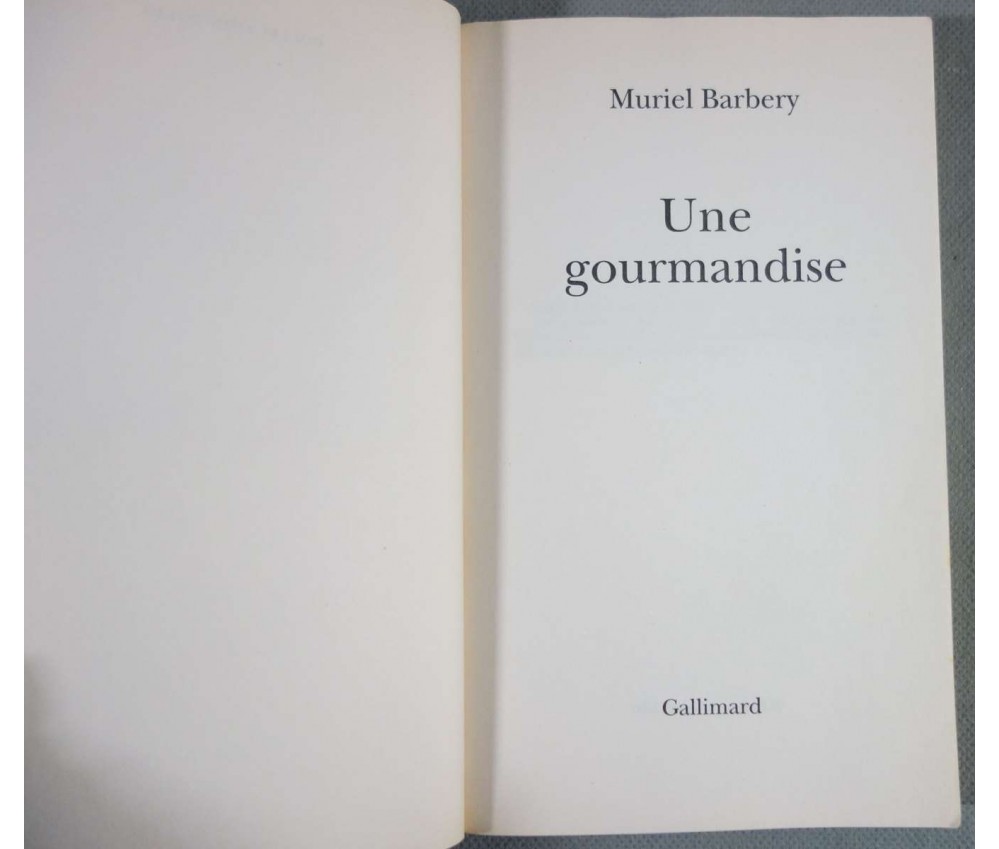 Muriel Barbery
Une
gourmandise
Gallimard